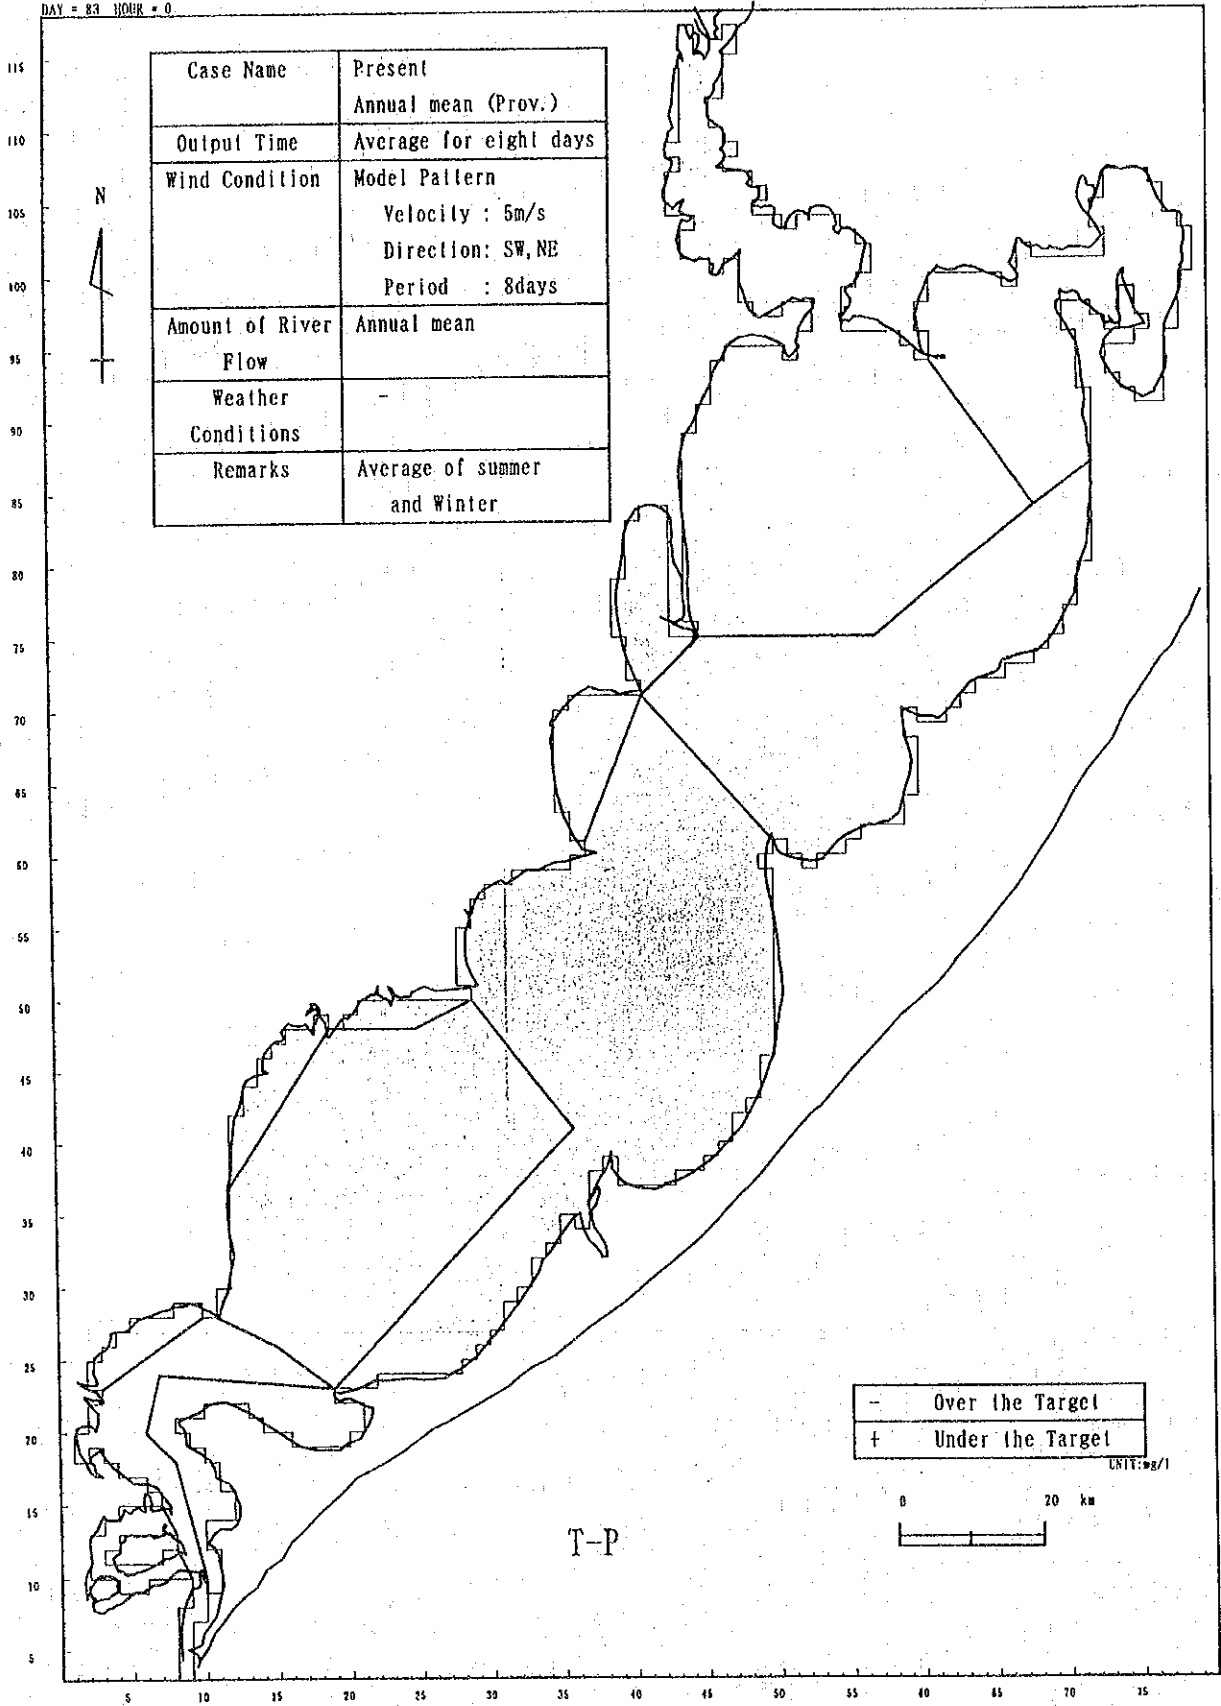 DAY = 83 HOUR = 0
Case Name Present
Annual mean (Prov.)
Output Time Average for eight days
Wind Condition Model Pattern
Velocity : 5m/s
Direction: SW,NE
Period : 8days
Amount of River Annual mean
Flow
Weather -
Conditions
Remarks Average of summer
and Winter
N
115
110
105
100
95
90
85
80
75
70
65
60
55
50
45
40
35
30
25
20
15
10
5
- Over the Target
+ Under the Target
UNIT:mg/l
0 20 km
T-P
5 10 15 20 25 30 35 40 45 50 55 60 65 70 75